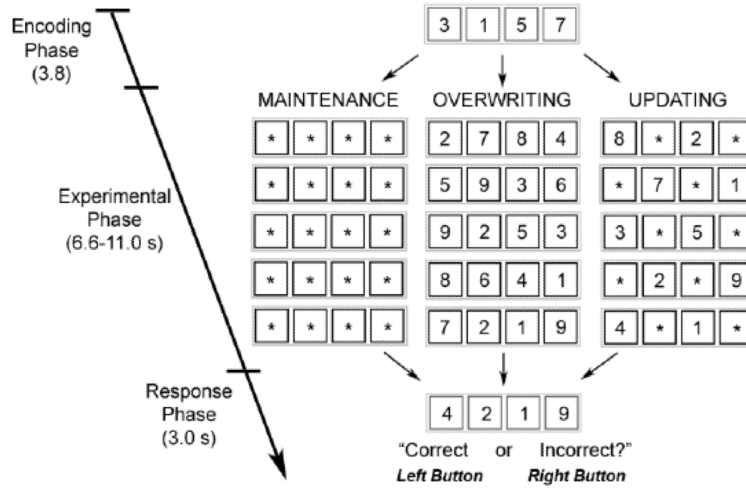 Encoding
Phase
(3.8)
3 1 5 7
MAINTENANCE OVERWRITING UPDATING
* * * * 2 7 8 4 8 * 2 *
* * * * 5 9 3 6 * 7 * 1
Experimental
Phase
(6.6-11.0 s)
* * * * 9 2 5 3 3 * 5 *
* * * * 8 6 4 1 * 2 * 9
* * * * 7 2 1 9 4 * 1 *
Response
Phase
(3.0 s)
4 2 1 9
"Correct or Incorrect?"
Left Button Right Button